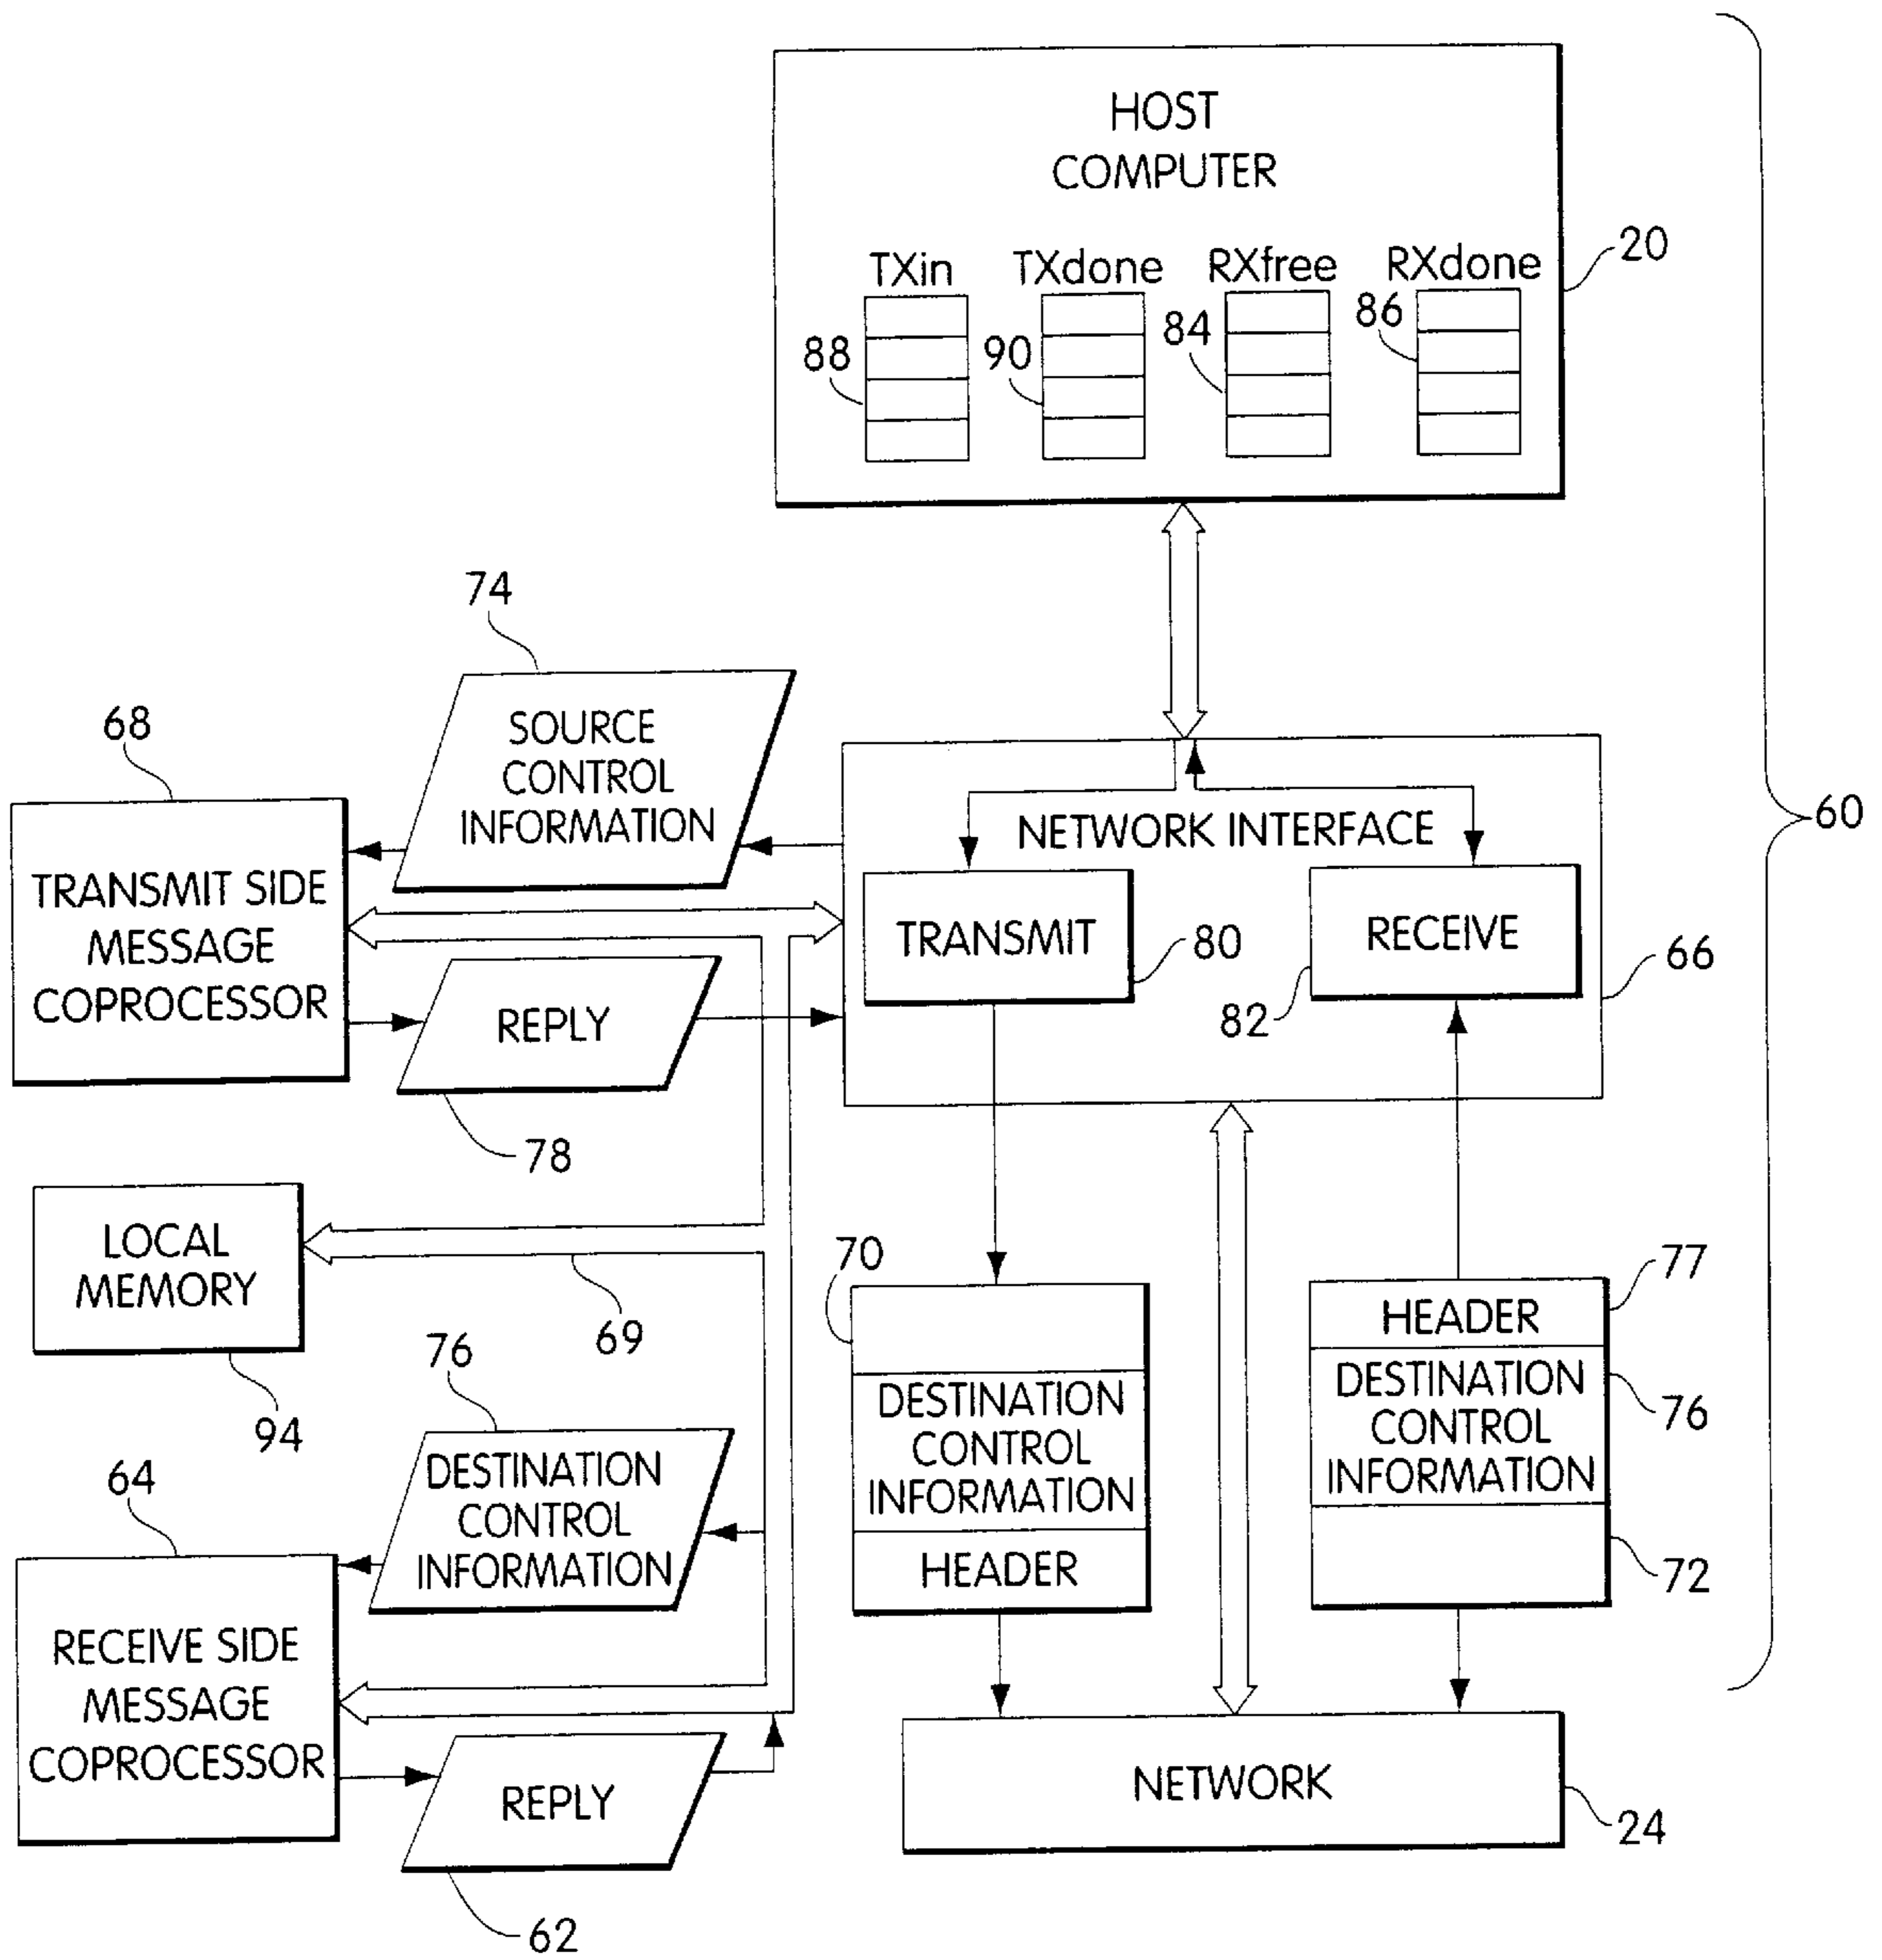 HOST
COMPUTER
TXin
TXdone
RXfree
RXdone
20
88
90
84
86
74
SOURCE
CONTROL
INFORMATION
68
TRANSMIT SIDE
MESSAGE
COPROCESSOR
NETWORK INTERFACE
60
TRANSMIT
80
RECEIVE
82
66
REPLY
78
LOCAL
MEMORY
94
69
70
DESTINATION
CONTROL
INFORMATION
HEADER
77
HEADER
DESTINATION
CONTROL
INFORMATION
76
72
76
DESTINATION
CONTROL
INFORMATION
64
RECEIVE SIDE
MESSAGE
COPROCESSOR
REPLY
62
NETWORK
24